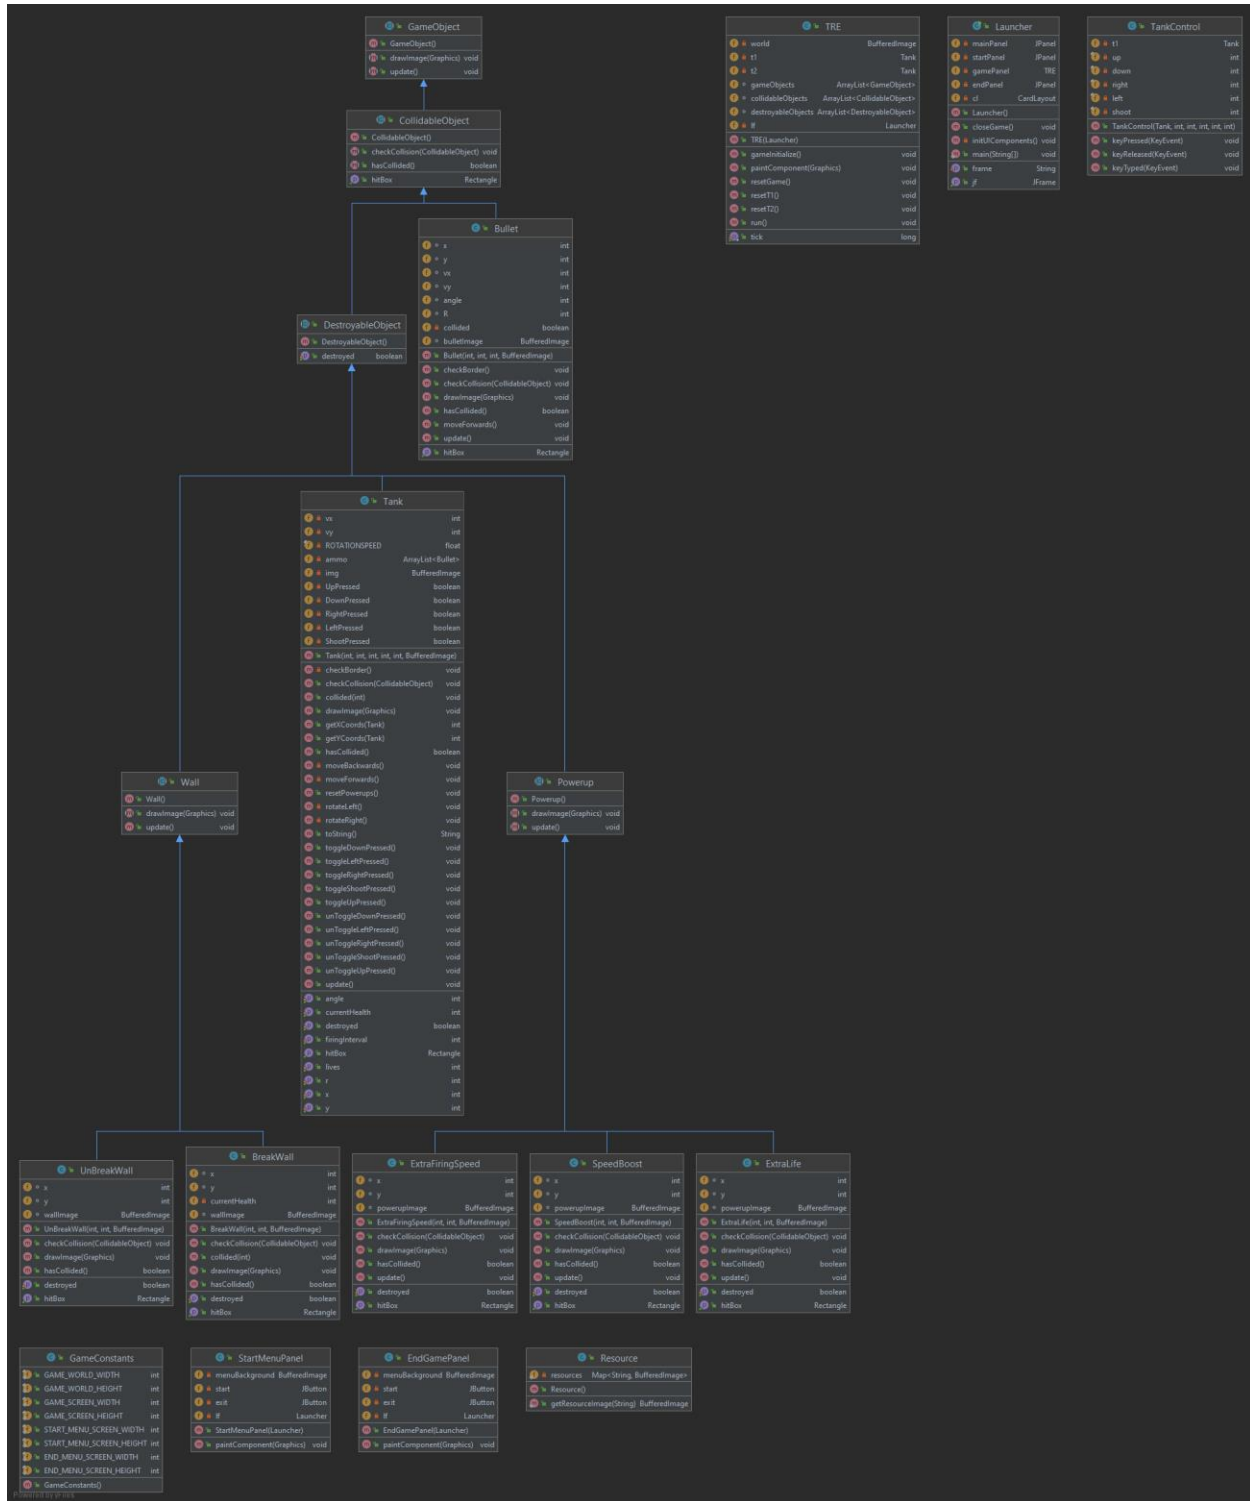 GameObject
GameObject()
drawImage(Graphics) void
update() void
CollidableObject
CollidableObject()
checkCollision(CollidableObject) void
hasCollided() boolean
hitBox Rectangle
TRE
world BufferedImage
t1 Tank
t2 Tank
gameObjects ArrayList<GameObject>
collidableObjects ArrayList<CollidableObject>
destroyableObjects ArrayList<DestroyableObject>
lf Launcher
TRE(Launcher)
gameInitialize() void
paintComponent(Graphics) void
resetGame() void
resetT1() void
resetT2() void
run() void
tick long
Launcher
mainPanel JPanel
startPanel JPanel
gamePanel TRE
endPanel JPanel
cl CardLayout
Launcher()
closeGame() void
initUIComponents() void
main(String[]) void
frame String
jf JFrame
TankControl
t1 Tank
up int
down int
right int
left int
shoot int
TankControl(Tank, int, int, int, int, int)
keyPressed(KeyEvent) void
keyReleased(KeyEvent) void
keyTyped(KeyEvent) void
Bullet
x int
y int
vx int
vy int
angle int
R int
collided boolean
bulletImage BufferedImage
Bullet(int, int, int, BufferedImage)
checkBorder() void
checkCollision(CollidableObject) void
drawImage(Graphics) void
hasCollided() boolean
moveForwards() void
update() void
hitBox Rectangle
DestroyableObject
DestroyableObject()
destroyed boolean
Tank
vx int
vy int
ROTATIONSPEED float
ammo ArrayList<Bullet>
img BufferedImage
UpPressed boolean
DownPressed boolean
RightPressed boolean
LeftPressed boolean
ShootPressed boolean
Tank(int, int, int, int, int, BufferedImage)
checkBorder() void
checkCollision(CollidableObject) void
collided(int) void
drawImage(Graphics) void
getXCoords(Tank) int
getYCoords(Tank) int
hasCollided() boolean
moveBackwards() void
moveForwards() void
resetPowerups() void
rotateLeft() void
rotateRight() void
toString() String
toggleDownPressed() void
toggleLeftPressed() void
toggleRightPressed() void
toggleShootPressed() void
toggleUpPressed() void
unToggleDownPressed() void
unToggleLeftPressed() void
unToggleRightPressed() void
unToggleShootPressed() void
unToggleUpPressed() void
update() void
angle int
currentHealth int
destroyed boolean
firingInterval int
hitBox Rectangle
lives int
r int
x int
y int
Wall
Wall()
drawImage(Graphics) void
update() void
Powerup
Powerup()
drawImage(Graphics) void
update() void
UnBreakWall
x int
y int
wallImage BufferedImage
UnBreakWall(int, int, BufferedImage)
checkCollision(CollidableObject) void
drawImage(Graphics) void
hasCollided() boolean
destroyed boolean
hitBox Rectangle
BreakWall
x int
y int
currentHealth int
wallImage BufferedImage
BreakWall(int, int, BufferedImage)
checkCollision(CollidableObject) void
collided(int) void
drawImage(Graphics) void
hasCollided() boolean
destroyed boolean
hitBox Rectangle
ExtraFiringSpeed
x int
y int
powerupImage BufferedImage
ExtraFiringSpeed(int, int, BufferedImage)
checkCollision(CollidableObject) void
drawImage(Graphics) void
hasCollided() boolean
update() void
destroyed boolean
hitBox Rectangle
SpeedBoost
x int
y int
powerupImage BufferedImage
SpeedBoost(int, int, BufferedImage)
checkCollision(CollidableObject) void
drawImage(Graphics) void
hasCollided() boolean
update() void
destroyed boolean
hitBox Rectangle
ExtraLife
x int
y int
powerupImage BufferedImage
ExtraLife(int, int, BufferedImage)
checkCollision(CollidableObject) void
drawImage(Graphics) void
hasCollided() boolean
update() void
destroyed boolean
hitBox Rectangle
GameConstants
GAME_WORLD_WIDTH int
GAME_WORLD_HEIGHT int
GAME_SCREEN_WIDTH int
GAME_SCREEN_HEIGHT int
START_MENU_SCREEN_WIDTH int
START_MENU_SCREEN_HEIGHT int
END_MENU_SCREEN_WIDTH int
END_MENU_SCREEN_HEIGHT int
GameConstants()
StartMenuPanel
menuBackground BufferedImage
start JButton
exit JButton
lf Launcher
StartMenuPanel(Launcher)
paintComponent(Graphics) void
EndGamePanel
menuBackground BufferedImage
start JButton
exit JButton
lf Launcher
EndGamePanel(Launcher)
paintComponent(Graphics) void
Resource
resources Map<String, BufferedImage>
Resource()
getResourceImage(String) BufferedImage
Powered by yFiles